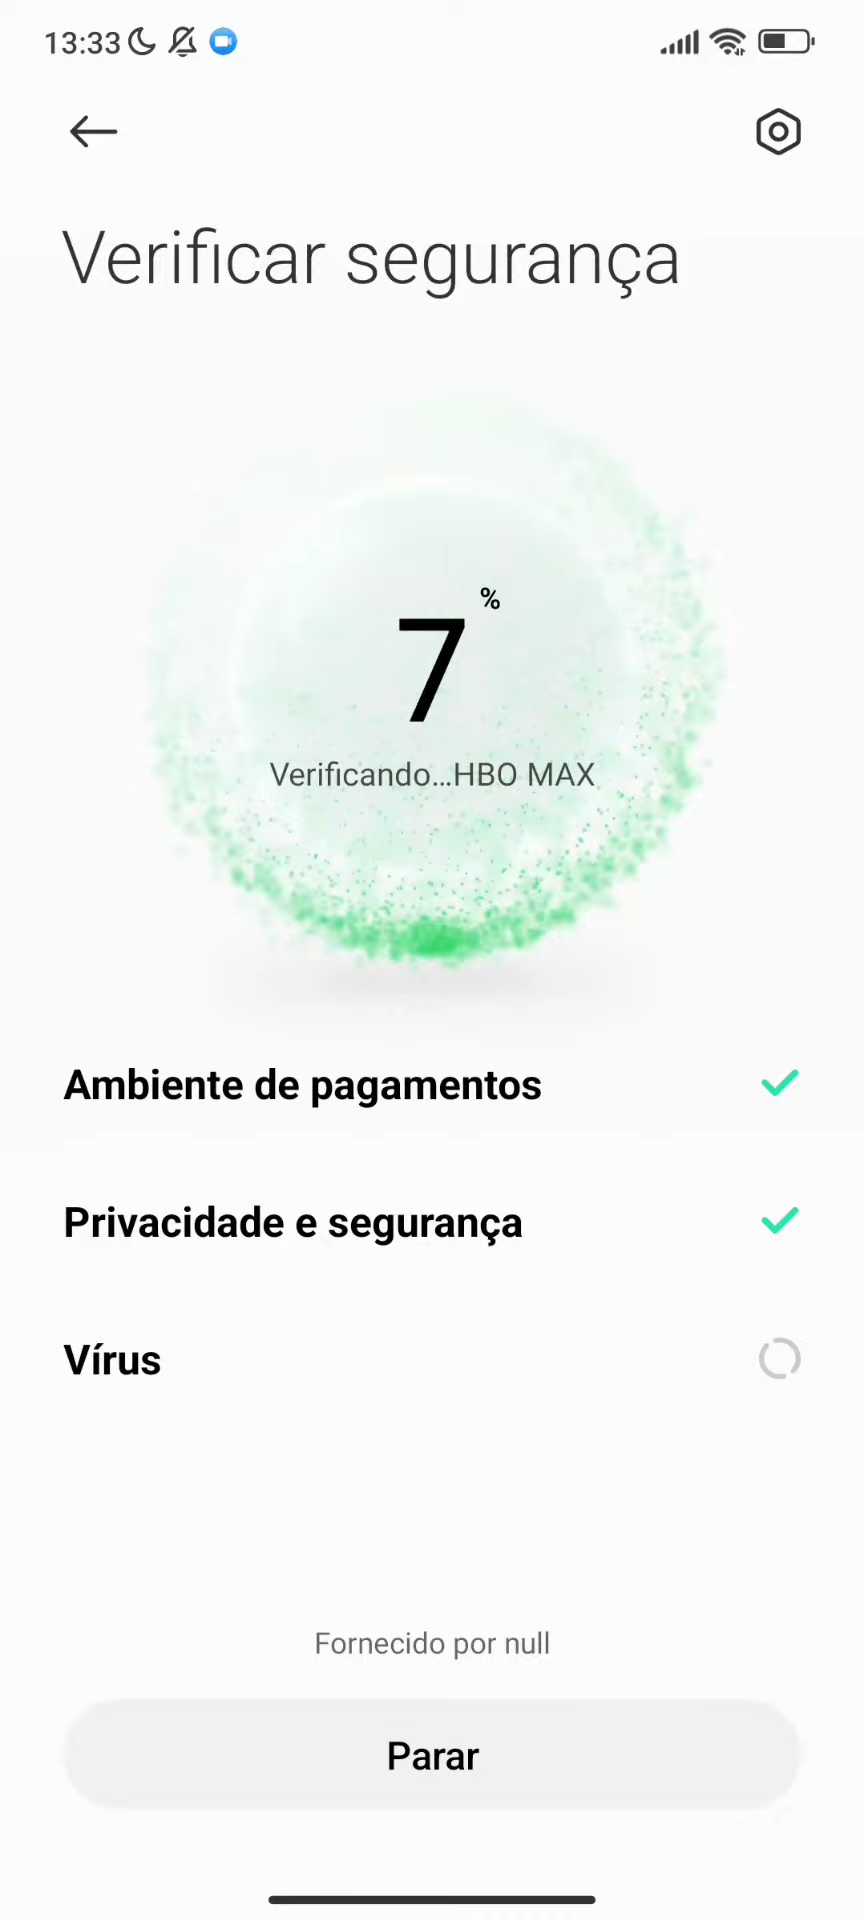 13:33
Verificar segurança
7%
Verificando...HBO MAX
Ambiente de pagamentos
Privacidade e segurança
Vírus
Fornecido por null
Parar